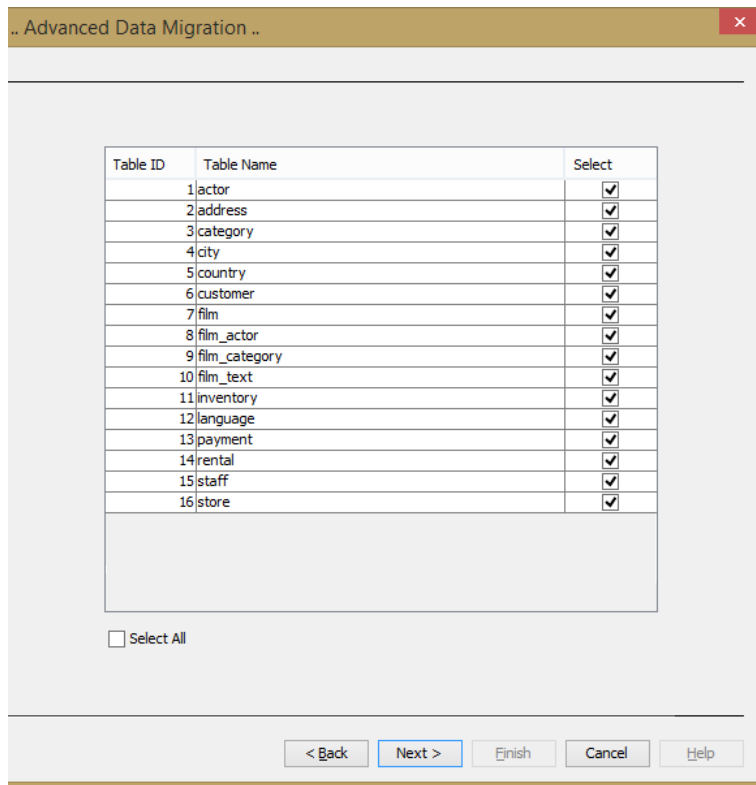 .. Advanced Data Migration ..
Table ID Table Name Select
1 actor
2 address
3 category
4 city
5 country
6 customer
7 film
8 film_actor
9 film_category
10 film_text
11 inventory
12 language
13 payment
14 rental
15 staff
16 store
Select All
< Back Next > Finish Cancel Help